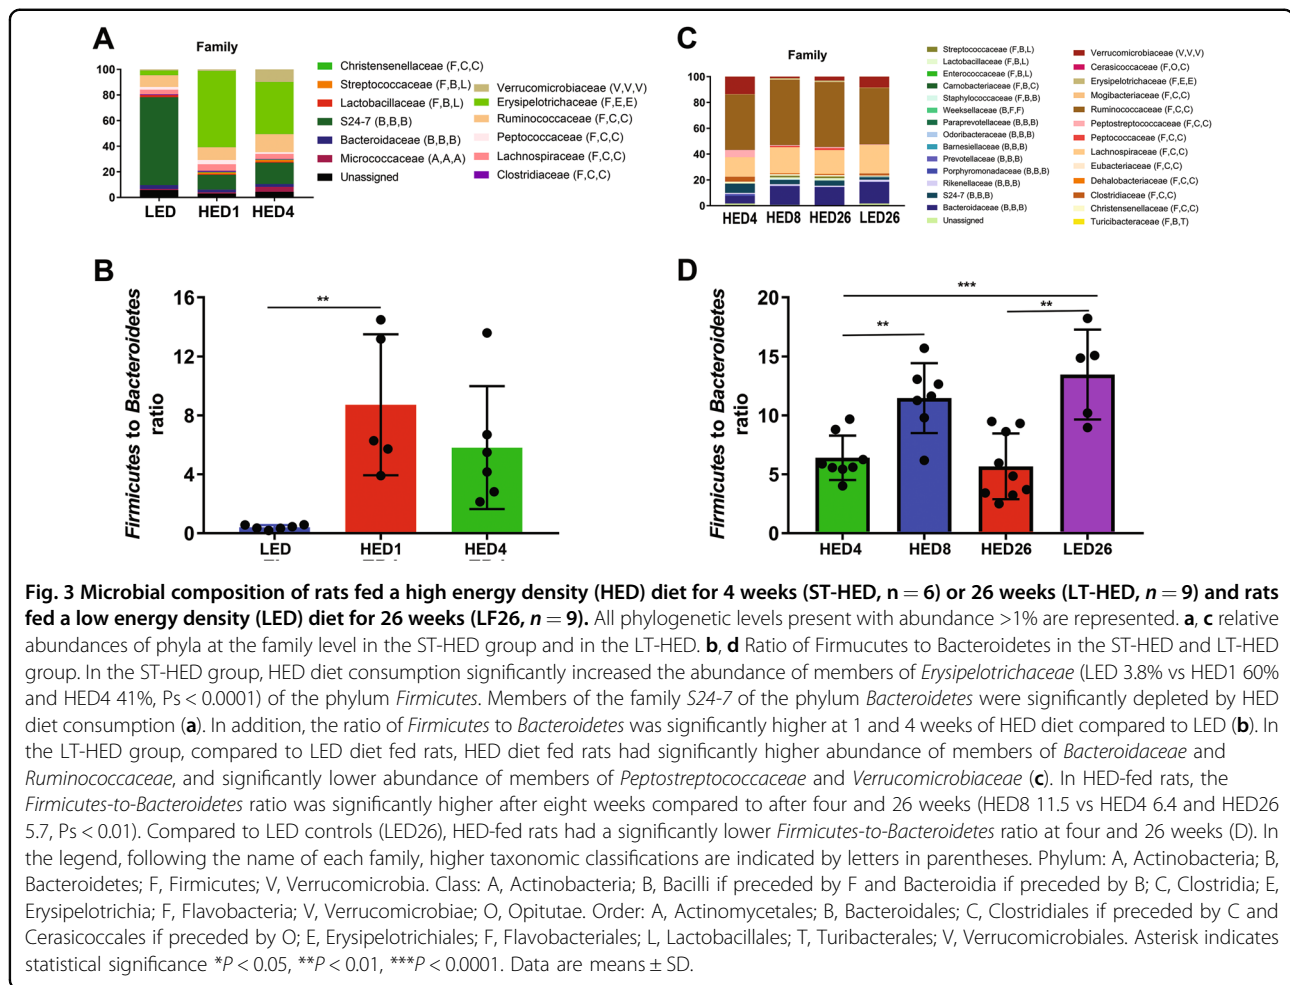 A
Family
100
80
60
40
20
0
LED
HED1
HED4
Christensenellaceae (F,C,C)
Streptococcaceae (F,B,L)
Lactobacillaceae (F,B,L)
S24-7 (B,B,B)
Bacteroidaceae (B,B,B)
Micrococcaceae (A,A,A)
Unassigned
Verrucomicrobiaceae (V,V,V)
Erysipelotrichaceae (F,E,E)
Ruminococcaceae (F,C,C)
Peptococcaceae (F,C,C)
Lachnospiraceae (F,C,C)
Clostridiaceae (F,C,C)
C
Family
100
80
60
40
20
0
HED4
HED8
HED26
LED26
Streptococcaceae (F,B,L)
Lactobacillaceae (F,B,L)
Enterococcaceae (F,B,L)
Carnobacteriaceae (F,B,C)
Staphylococcaceae (F,B,B)
Weeksellaceae (B,F,F)
Paraprevotellaceae (B,B,B)
Odoribacteraceae (B,B,B)
Barnesiellaceae (B,B,B)
Prevotellaceae (B,B,B)
Porphyromonadaceae (B,B,B)
Rikenellaceae (B,B,B)
S24-7 (B,B,B)
Bacteroidaceae (B,B,B)
Unassigned
Verrucomicrobiaceae (V,V,V)
Cerasicoccaceae (F,O,C)
Erysipelotrichaceae (F,E,E)
Mogibacteriaceae (F,C,C)
Ruminococcaceae (F,C,C)
Peptostreptococcaceae (F,C,C)
Peptococcaceae (F,C,C)
Lachnospiraceae (F,C,C)
Eubacteriaceae (F,C,C)
Dehalobacteriaceae (F,C,C)
Clostridiaceae (F,C,C)
Christensenellaceae (F,C,C)
Turicibacteraceae (F,B,T)
B
Firmicutes to Bacteroidetes
ratio
16
12
8
4
0
**
LED
HED1
HED4
D
Firmicutes to Bacteroidetes
ratio
20
15
10
5
0
***
**
**
HED4
HED8
HED26
LED26
Fig. 3 Microbial composition of rats fed a high energy density (HED) diet for 4 weeks (ST-HED, n = 6) or 26 weeks (LT-HED, n = 9) and rats
fed a low energy density (LED) diet for 26 weeks (LF26, n = 9). All phylogenetic levels present with abundance >1% are represented. a, c relative
abundances of phyla at the family level in the ST-HED group and in the LT-HED. b, d Ratio of Firmucutes to Bacteroidetes in the ST-HED and LT-HED
group. In the ST-HED group, HED diet consumption significantly increased the abundance of members of Erysipelotrichaceae (LED 3.8% vs HED1 60%
and HED4 41%, Ps < 0.0001) of the phylum Firmicutes. Members of the family S24-7 of the phylum Bacteroidetes were significantly depleted by HED
diet consumption (a). In addition, the ratio of Firmicutes to Bacteroidetes was significantly higher at 1 and 4 weeks of HED diet compared to LED (b). In
the LT-HED group, compared to LED diet fed rats, HED diet fed rats had significantly higher abundance of members of Bacteroidaceae and
Ruminococcaceae, and significantly lower abundance of members of Peptostreptococcaceae and Verrucomicrobiaceae (c). In HED-fed rats, the
Firmicutes-to-Bacteroidetes ratio was significantly higher after eight weeks compared to after four and 26 weeks (HED8 11.5 vs HED4 6.4 and HED26
5.7, Ps < 0.01). Compared to LED controls (LED26), HED-fed rats had a significantly lower Firmicutes-to-Bacteroidetes ratio at four and 26 weeks (D). In
the legend, following the name of each family, higher taxonomic classifications are indicated by letters in parentheses. Phylum: A, Actinobacteria; B,
Bacteroidetes; F, Firmicutes; V, Verrucomicrobia. Class: A, Actinobacteria; B, Bacilli if preceded by F and Bacteroidia if preceded by B; C, Clostridia; E,
Erysipelotrichia; F, Flavobacteria; V, Verrucomicrobiae; O, Opitutae. Order: A, Actinomycetales; B, Bacteroidales; C, Clostridiales if preceded by C and
Cerasicoccales if preceded by O; E, Erysipelotrichiales; F, Flavobacteriales; L, Lactobacillales; T, Turibacterales; V, Verrucomicrobiales. Asterisk indicates
statistical significance *P < 0.05, **P < 0.01, ***P < 0.0001. Data are means ± SD.